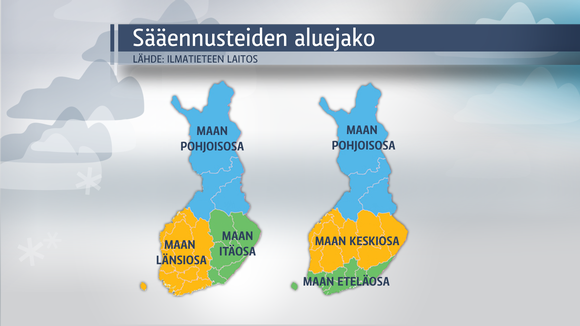 Sääennusteiden aluejako
LÄHDE: ILMATIETEEN LAITOS
MAAN
POHJOISOSA
MAAN
LÄNSIOSA
MAAN
ITÄOSA
MAAN
POHJOISOSA
MAAN KESKIOSA
MAAN ETELÄOSA